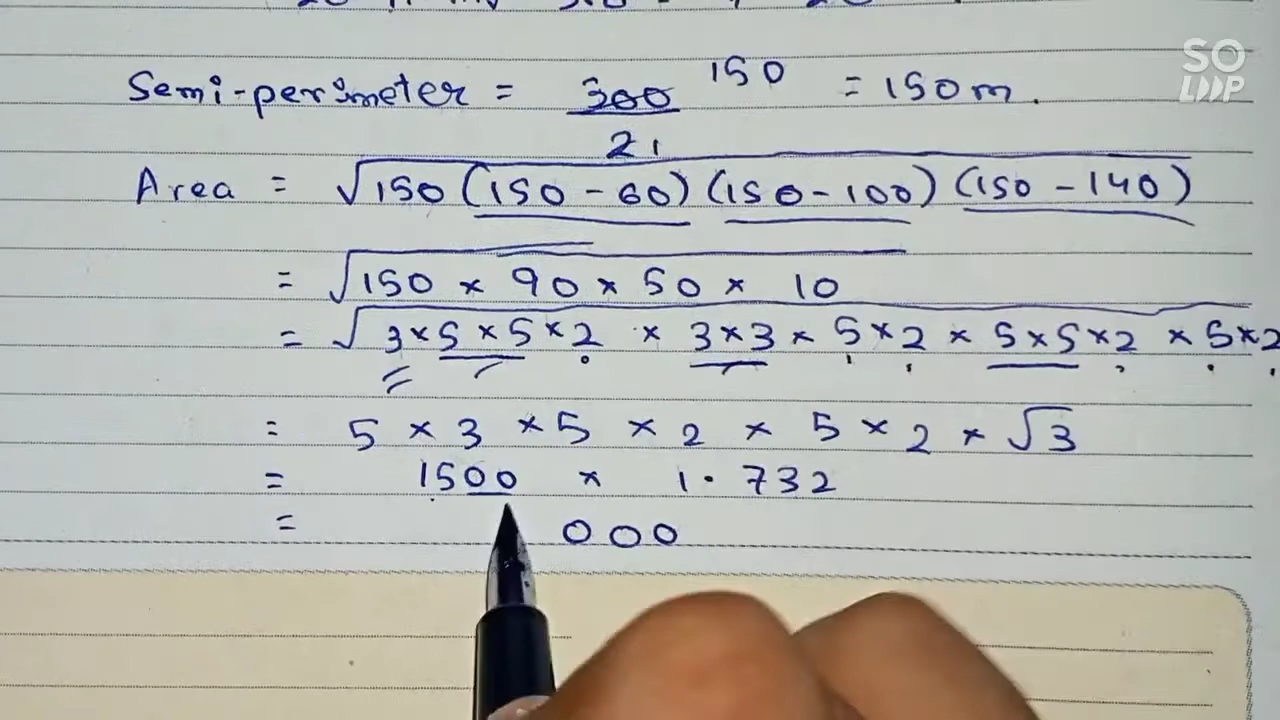 SO LOOP
Semi-perimeter = 300/2 150 1 = 150m.
Area = √150 (150 - 60) (150 - 100) (150 - 140)
= √150 × 90 × 50 × 10
= √3 × 5 × 5 × 2 × 3 × 3 × 5 × 2 × 5 × 5 × 2 × 5 × 2
= 5 × 3 × 5 × 2 × 5 × 2 × √3
= 1500 × 1.732
= 000